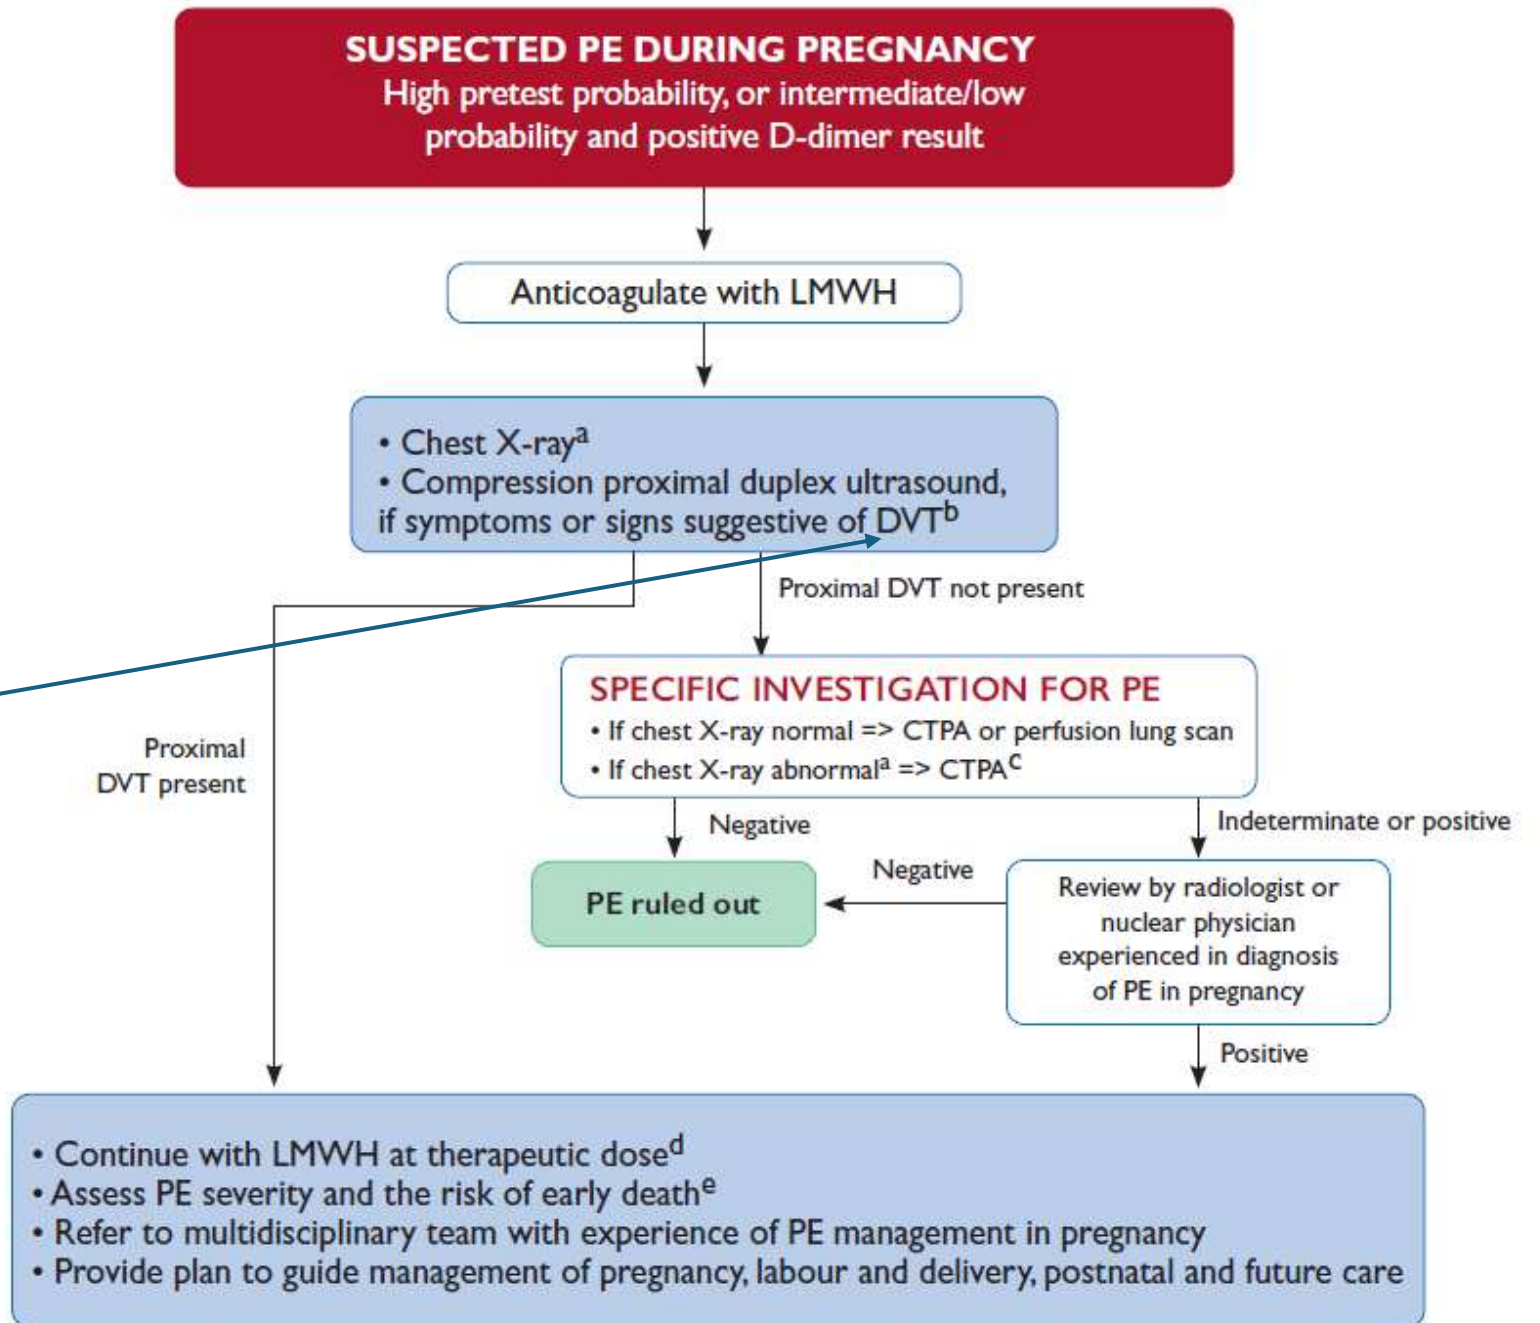 SUSPECTED PE DURING PREGNANCY
High pretest probability, or intermediate/low
probability and positive D-dimer result
Anticoagulate with LMWH
• Chest X-rayᵃ
• Compression proximal duplex ultrasound,
if symptoms or signs suggestive of DVTᵇ
Proximal DVT not present
Proximal
DVT present
SPECIFIC INVESTIGATION FOR PE
• If chest X-ray normal => CTPA or perfusion lung scan
• If chest X-ray abnormalᵃ => CTPAᶜ
Negative
Indeterminate or positive
PE ruled out
Negative
Review by radiologist or
nuclear physician
experienced in diagnosis
of PE in pregnancy
Positive
• Continue with LMWH at therapeutic doseᵈ
• Assess PE severity and the risk of early deathᵉ
• Refer to multidisciplinary team with experience of PE management in pregnancy
• Provide plan to guide management of pregnancy, labour and delivery, postnatal and future care